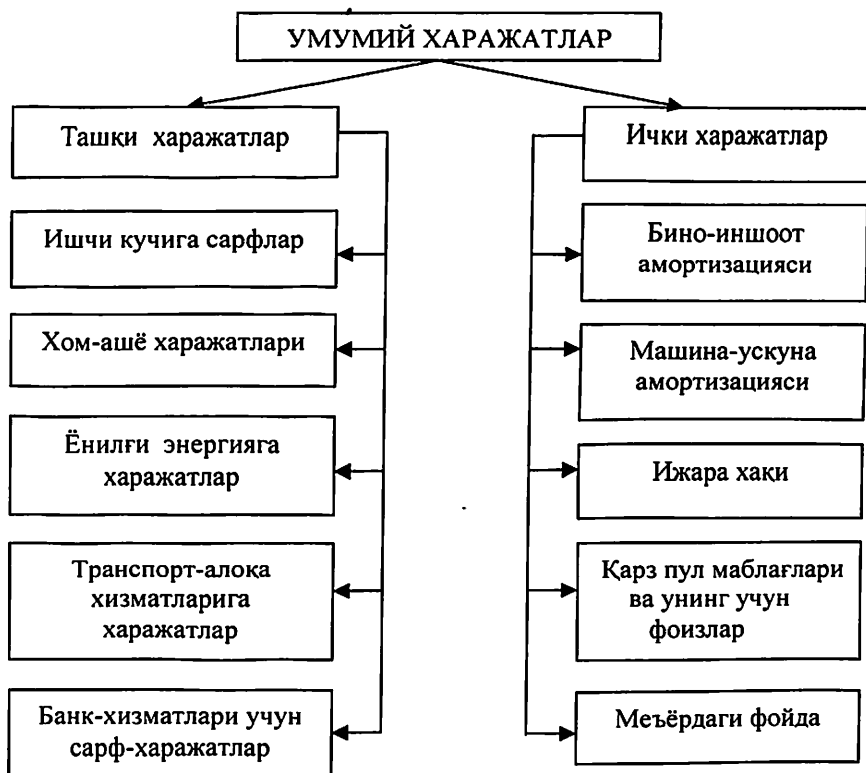 УМУМИЙ ХАРАЖАТЛАР
Ташқи харажатлар
Ишчи кучига сарфлар
Хом-ашё харажатлари
Ёнилғи энергияга
харажатлар
Транспорт-алоқа
хизматларига
харажатлар
Банк-хизматлари учун
сарф-харажатлар
Ички харажатлар
Бино-иншоот
амортизацияси
Машина-ускуна
амортизацияси
Ижара хақи
Қарз пул маблағлари
ва унинг учун
фоизлар
Меъёрдаги фойда